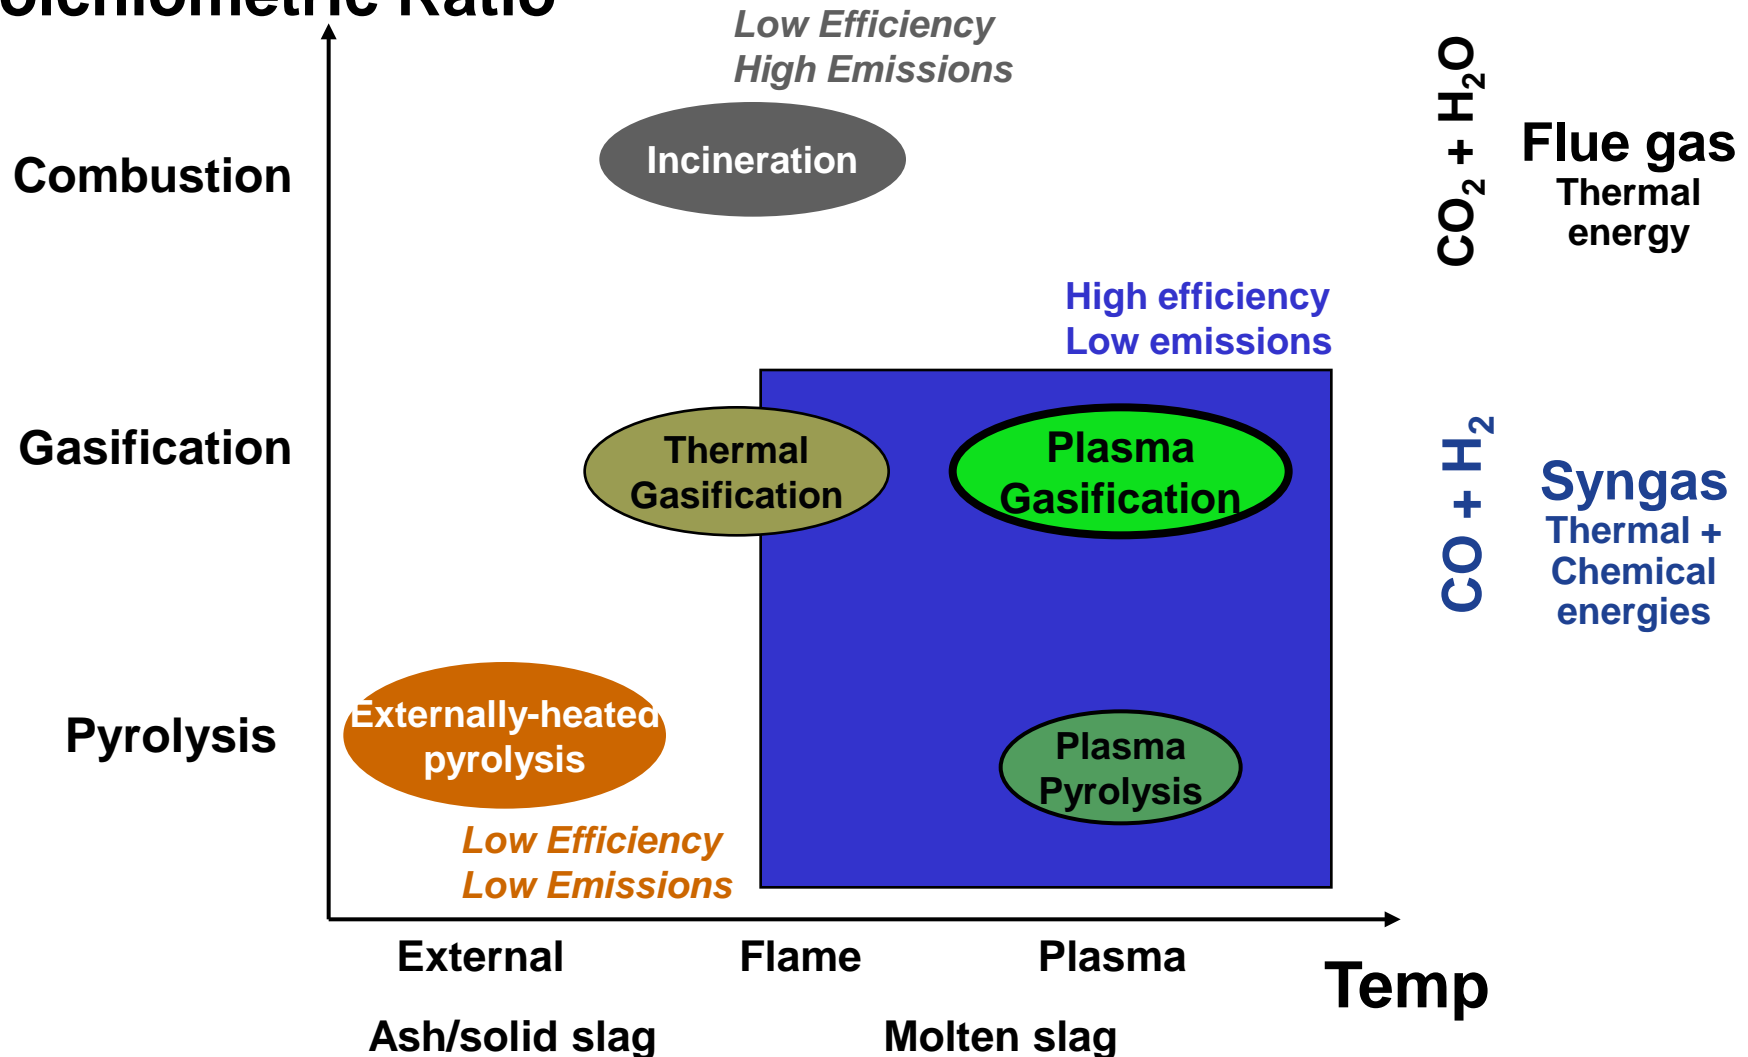 oichiometric Ratio
Low Efficiency
High Emissions
Combustion
Incineration
CO₂ + H₂O
Flue gas
Thermal
energy
High efficiency
Low emissions
Gasification
Thermal
Gasification
Plasma
Gasification
CO + H₂
Syngas
Thermal +
Chemical
energies
Pyrolysis
Externally-heated
pyrolysis
Plasma
Pyrolysis
Low Efficiency
Low Emissions
External
Flame
Plasma
Temp
Ash/solid slag
Molten slag